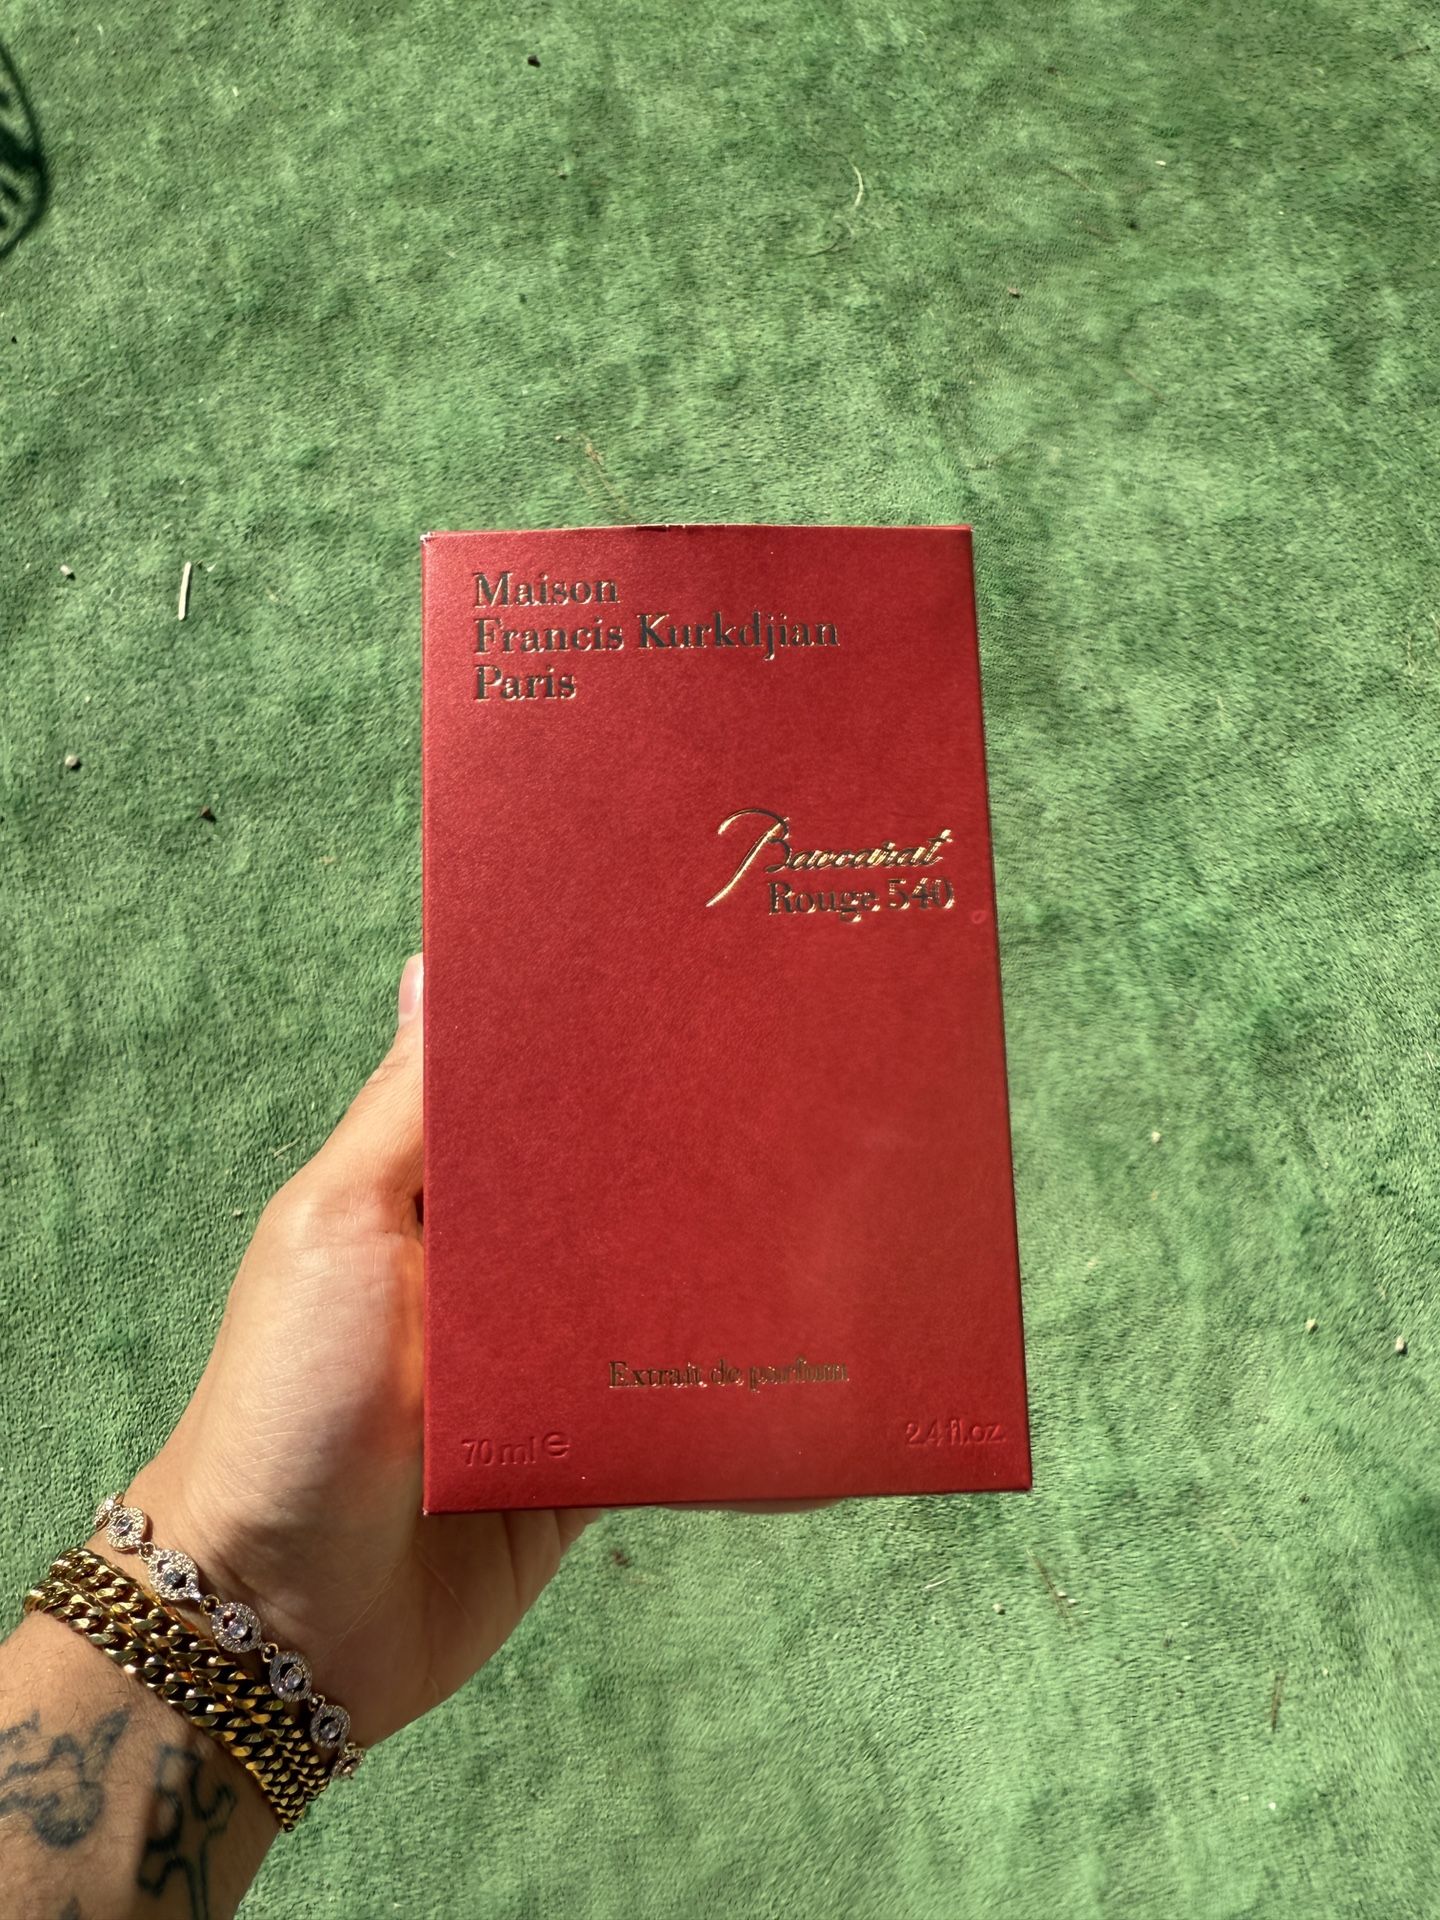 Maison
Francis Kurkdjian
Paris
Baccarat
Rouge 540
Extrait de parfum
70 ml ℮
2.4 fl.oz.